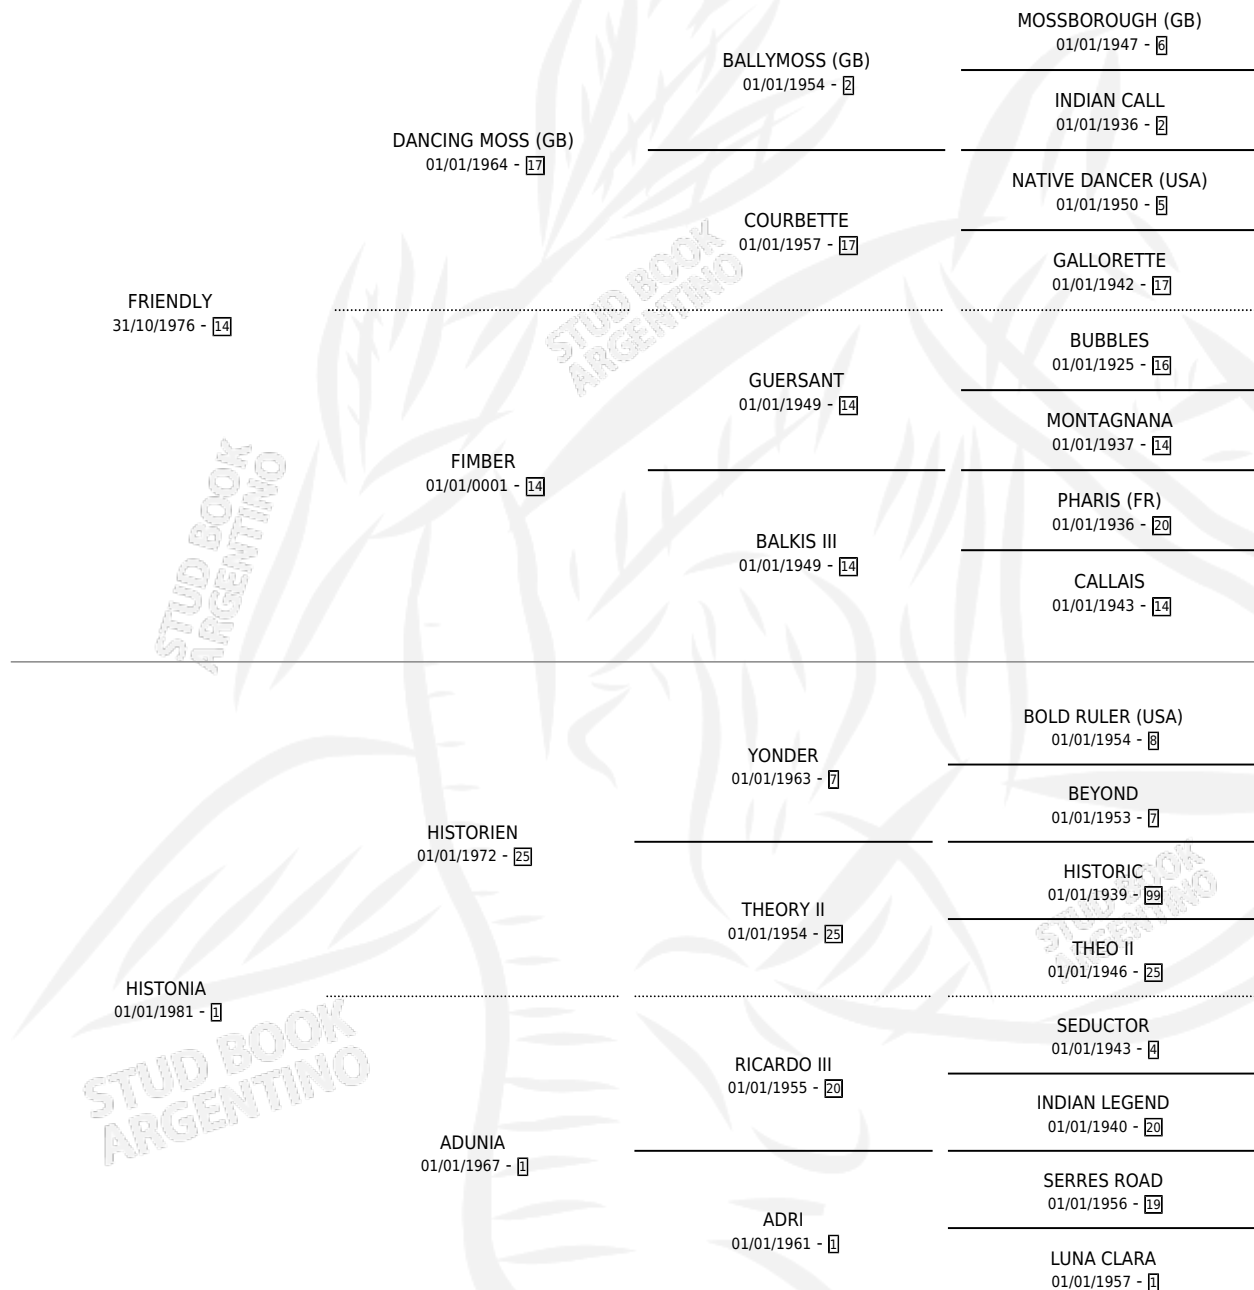 MOSSBOROUGH (GB)
01/01/1947 - 6
BALLYMOSS (GB)
01/01/1954 - 2
INDIAN CALL
01/01/1936 - 2
DANCING MOSS (GB)
01/01/1964 - 17
NATIVE DANCER (USA)
01/01/1950 - 5
COURBETTE
01/01/1957 - 17
GALLORETTE
01/01/1942 - 17
FRIENDLY
31/10/1976 - 14
BUBBLES
01/01/1925 - 16
GUERSANT
01/01/1949 - 14
MONTAGNANA
01/01/1937 - 14
FIMBER
01/01/0001 - 14
PHARIS (FR)
01/01/1936 - 20
BALKIS III
01/01/1949 - 14
CALLAIS
01/01/1943 - 14
BOLD RULER (USA)
01/01/1954 - 8
YONDER
01/01/1963 - 7
BEYOND
01/01/1953 - 7
HISTORIEN
01/01/1972 - 25
HISTORIC
01/01/1939 - 99
THEORY II
01/01/1954 - 25
THEO II
01/01/1946 - 25
HISTONIA
01/01/1981 - 1
SEDUCTOR
01/01/1943 - 4
RICARDO III
01/01/1955 - 20
INDIAN LEGEND
01/01/1940 - 20
ADUNIA
01/01/1967 - 1
SERRES ROAD
01/01/1956 - 19
ADRI
01/01/1961 - 1
LUNA CLARA
01/01/1957 - 1
STUD BOOK
ARGENTINO
STUD BOOK
ARGENTINO
STUD BOOK
ARGENTINO
STUD BOOK
ARGENTINO